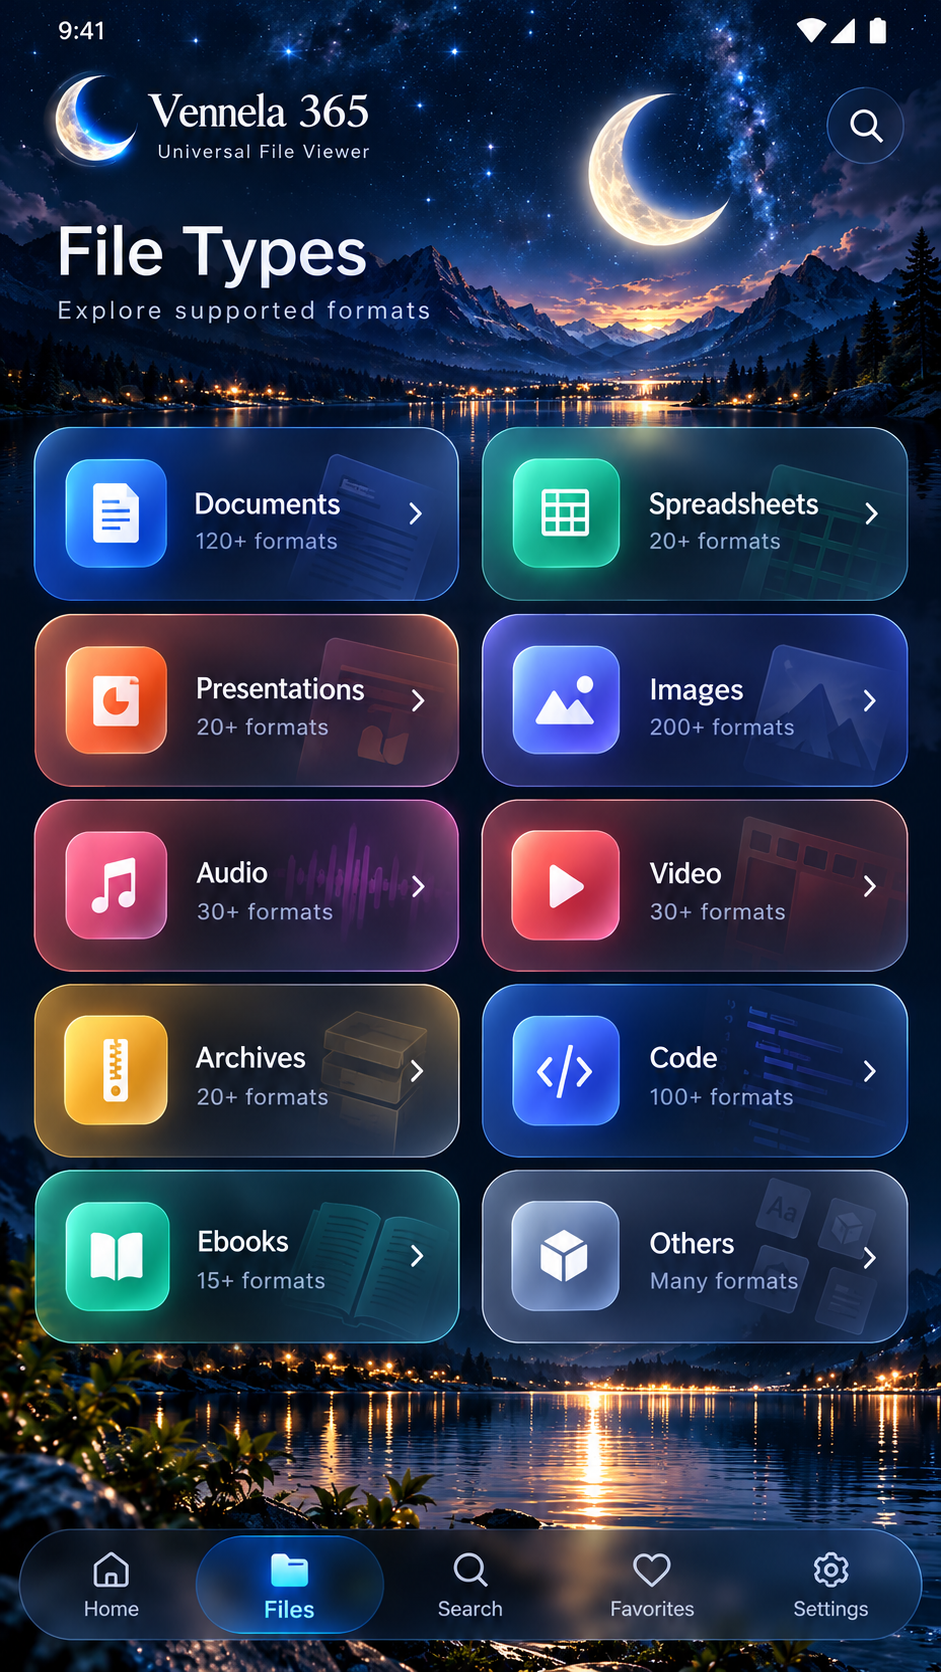 9:41
Vennela 365
Universal File Viewer
File Types
Explore supported formats
Documents
120+ formats
Spreadsheets
20+ formats
Presentations
20+ formats
Images
200+ formats
Audio
30+ formats
Video
30+ formats
Archives
20+ formats
Code
100+ formats
Ebooks
15+ formats
Aa
Others
Many formats
Home
Files
Search
Favorites
Settings